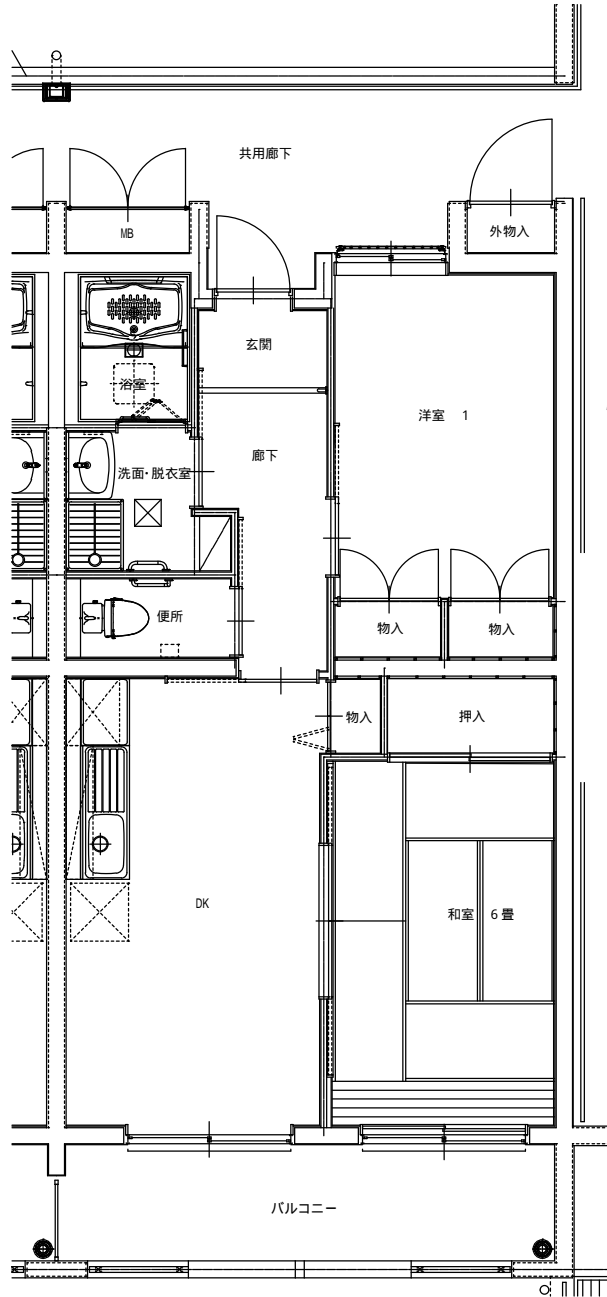 共用廊下
MB
外物入
玄関
浴室
洋室 1
廊下
洗面・脱衣室
便所
物入
物入
物入
押入
DK
和室 6畳
バルコニー